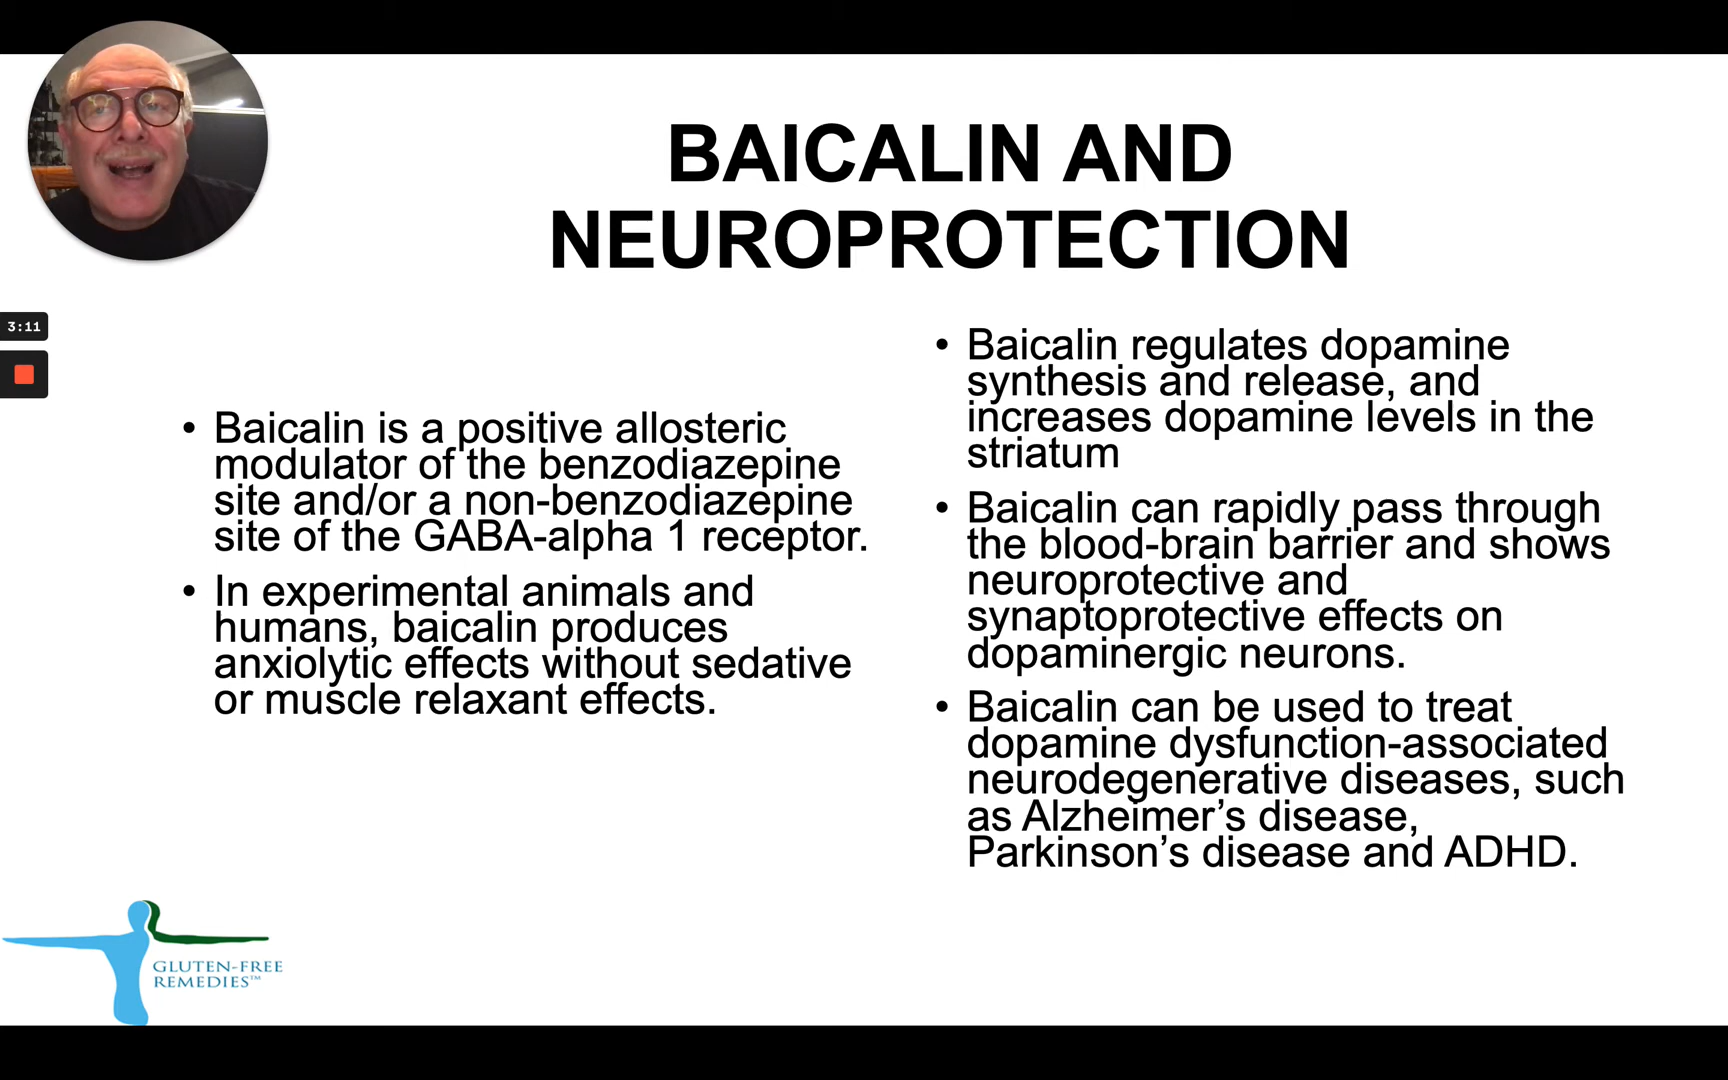 BAICALIN AND
NEUROPROTECTION
3:11
• Baicalin is a positive allosteric
modulator of the benzodiazepine
site and/or a non-benzodiazepine
site of the GABA-alpha 1 receptor.
• In experimental animals and
humans, baicalin produces
anxiolytic effects without sedative
or muscle relaxant effects.
• Baicalin regulates dopamine
synthesis and release, and
increases dopamine levels in the
striatum
• Baicalin can rapidly pass through
the blood-brain barrier and shows
neuroprotective and
synaptoprotective effects on
dopaminergic neurons.
• Baicalin can be used to treat
dopamine dysfunction-associated
neurodegenerative diseases, such
as Alzheimer’s disease,
Parkinson’s disease and ADHD.
GLUTEN-FREE
REMEDIES™